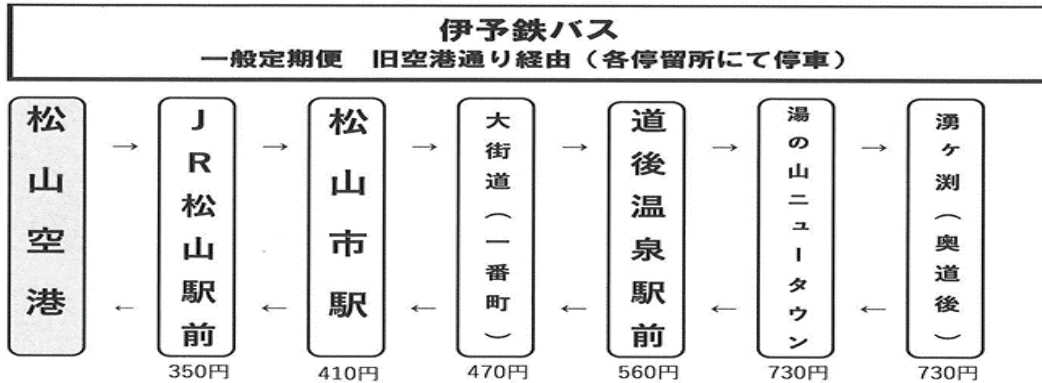 伊予鉄バス
一般定期便　旧空港通り経由（各停留所にて停車）
松山空港
→
←
JR松山駅前
350円
→
←
松山市駅
410円
→
←
大街道（一番町）
470円
→
←
道後温泉駅前
560円
→
←
湯の山ニュータウン
730円
→
←
湧ヶ渕（奥道後）
730円